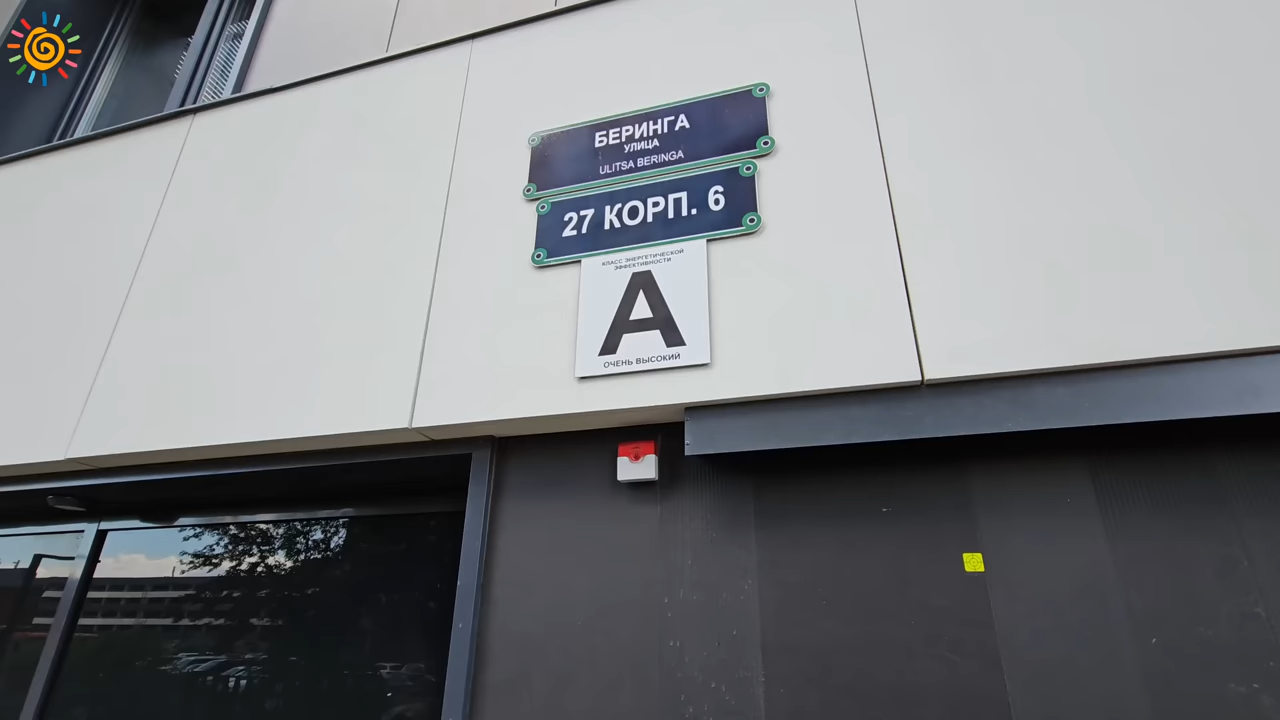 БЕРИНГА
УЛИЦА
ULITSA BERINGA
27 КОРП. 6
КЛАСС ЭНЕРГЕТИЧЕСКОЙ
ЭФФЕКТИВНОСТИ
A
ОЧЕНЬ ВЫСОКИЙ